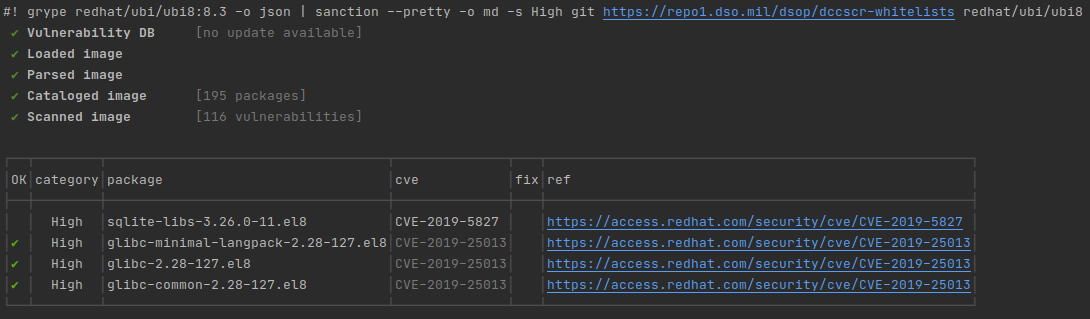 #! grype redhat/ubi/ubi8:8.3 -o json | sanction --pretty -o md -s High git https://repo1.dso.mil/dsop/dccscr-whitelists redhat/ubi/ubi8
✔ Vulnerability DB [no update available]
✔ Loaded image
✔ Parsed image
✔ Cataloged image [195 packages]
✔ Scanned image [116 vulnerabilities]
OK category package cve fix ref
High sqlite-libs-3.26.0-11.el8 CVE-2019-5827 https://access.redhat.com/security/cve/CVE-2019-5827
✔ High glibc-minimal-langpack-2.28-127.el8 CVE-2019-25013 https://access.redhat.com/security/cve/CVE-2019-25013
✔ High glibc-2.28-127.el8 CVE-2019-25013 https://access.redhat.com/security/cve/CVE-2019-25013
✔ High glibc-common-2.28-127.el8 CVE-2019-25013 https://access.redhat.com/security/cve/CVE-2019-25013